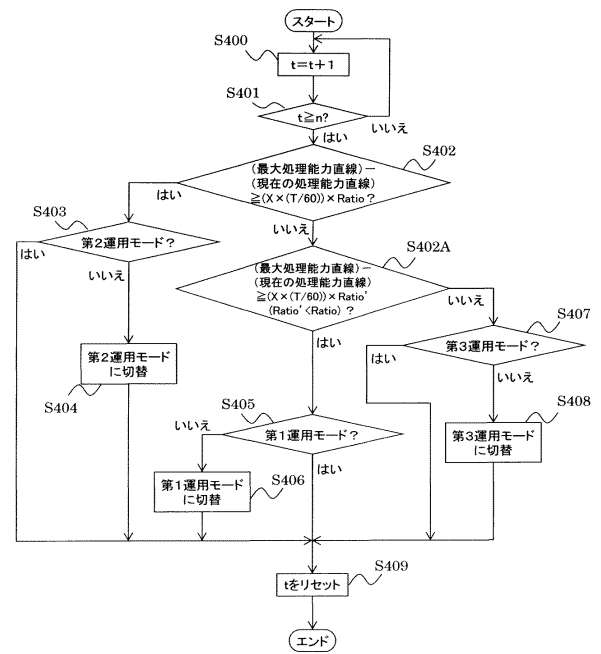 スタート
S400
t=t+1
S401
t≧n?
いいえ
はい
S402
(最大処理能力直線)－
(現在の処理能力直線)
≧(X×(T/60))×Ratio?
はい
いいえ
S403
第2運用モード?
はい
いいえ
S402A
(最大処理能力直線)－
(現在の処理能力直線)
≧(X×(T/60))×Ratio'
(Ratio'<Ratio)?
いいえ
はい
S407
第3運用モード?
はい
いいえ
第2運用モード
に切替
S404
S405
第1運用モード?
いいえ
はい
S408
第3運用モード
に切替
第1運用モード
に切替
S406
tをリセット
S409
エンド